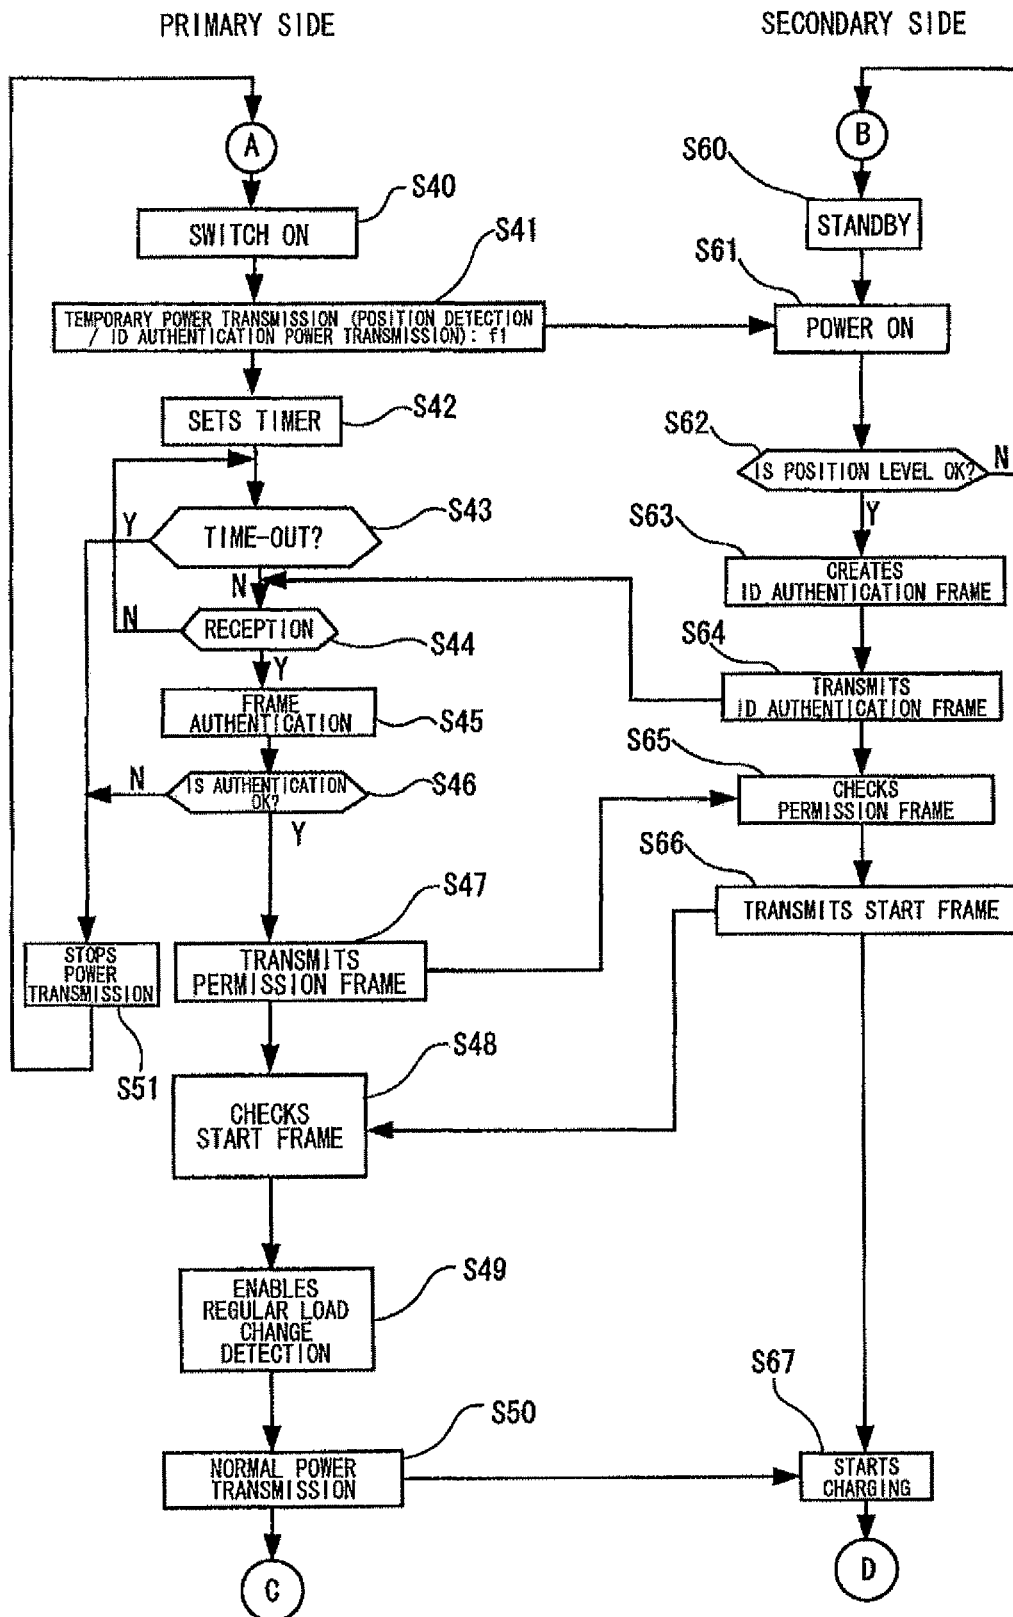 PRIMARY SIDE
SECONDARY SIDE
A
B
S40
S60
SWITCH ON
STANDBY
S41
S61
TEMPORARY POWER TRANSMISSION (POSITION DETECTION
/ ID AUTHENTICATION POWER TRANSMISSION): f1
POWER ON
S42
SETS TIMER
S62
IS POSITION LEVEL OK?
N
Y
S43
Y
TIME-OUT?
N
S63
CREATES
ID AUTHENTICATION FRAME
N
RECEPTION
S44
Y
S64
TRANSMITS
ID AUTHENTICATION FRAME
FRAME
AUTHENTICATION
S45
S65
N
IS AUTHENTICATION
OK?
S46
Y
CHECKS
PERMISSION FRAME
S66
S47
TRANSMITS START FRAME
STOPS
POWER
TRANSMISSION
TRANSMITS
PERMISSION FRAME
S51
S48
CHECKS
START FRAME
S49
ENABLES
REGULAR LOAD
CHANGE
DETECTION
S67
S50
NORMAL POWER
TRANSMISSION
STARTS
CHARGING
C
D